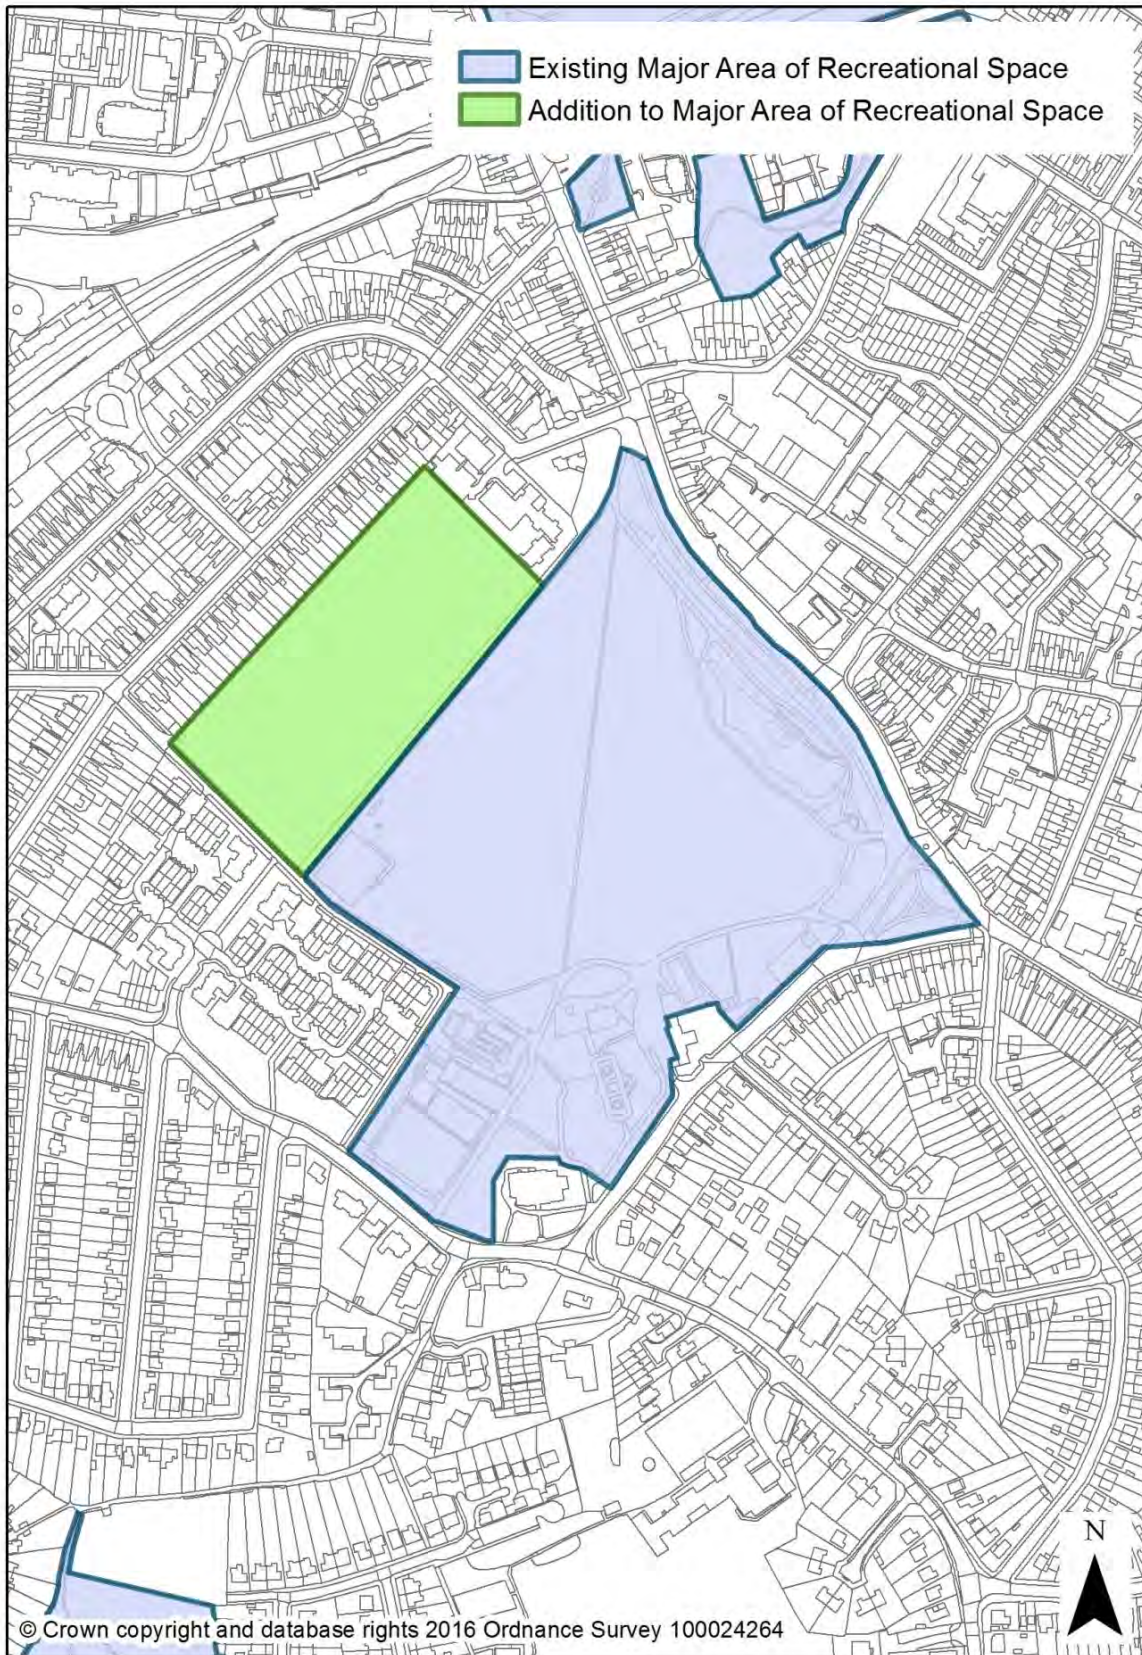 Existing Major Area of Recreational Space
Addition to Major Area of Recreational Space
N
© Crown copyright and database rights 2016 Ordnance Survey 100024264